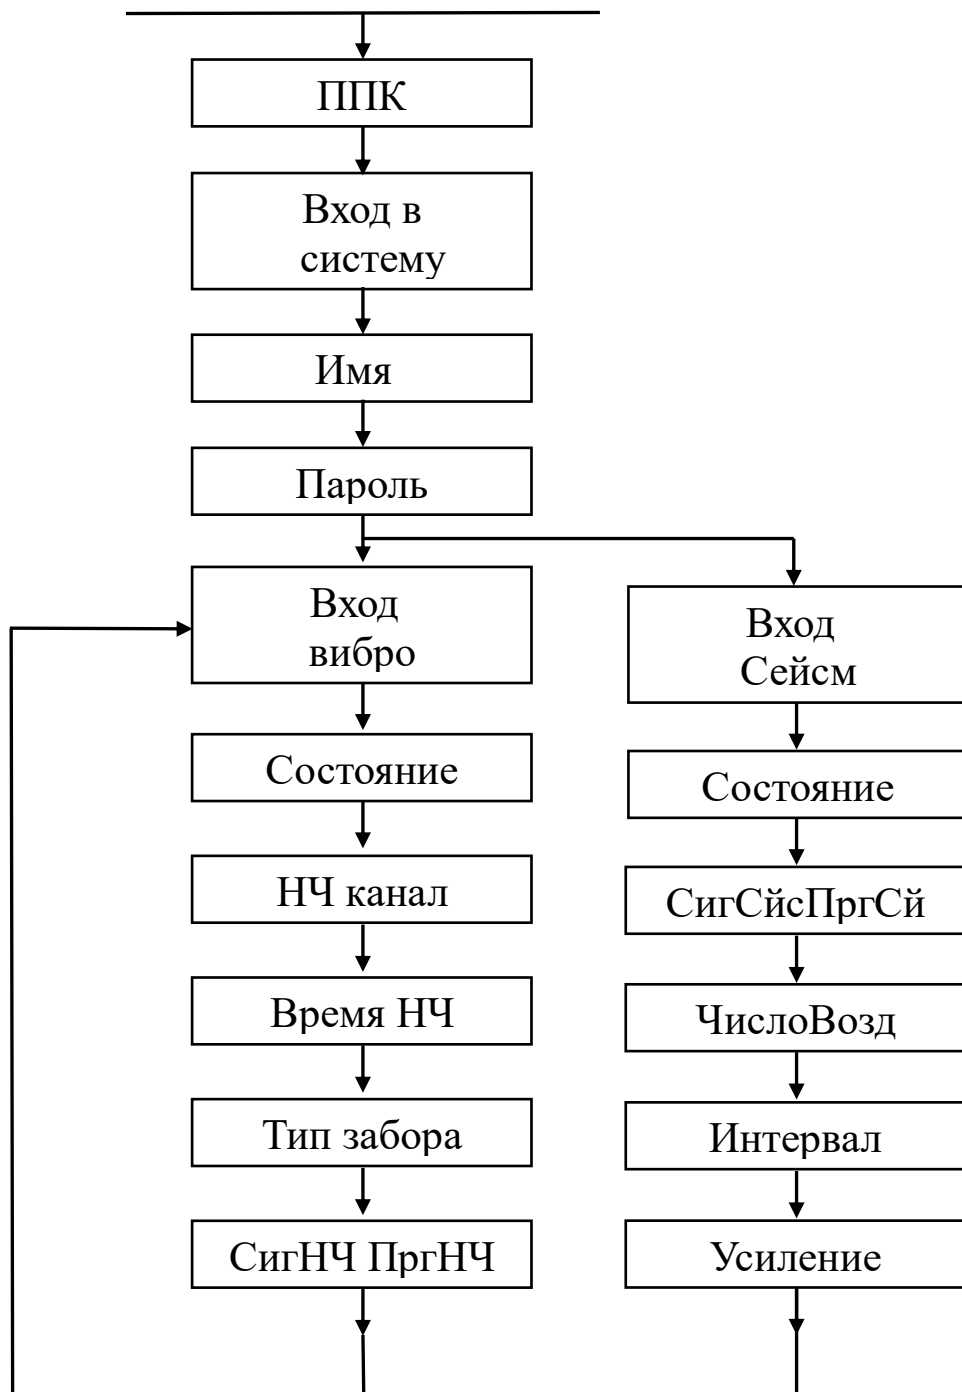 ППК
Вход в
систему
Имя
Пароль
Вход
вибро
Состояние
НЧ канал
Время НЧ
Тип забора
СигНЧ ПргНЧ
Вход
Сейсм
Состояние
СигСйсПргСй
ЧислоВозд
Интервал
Усиление